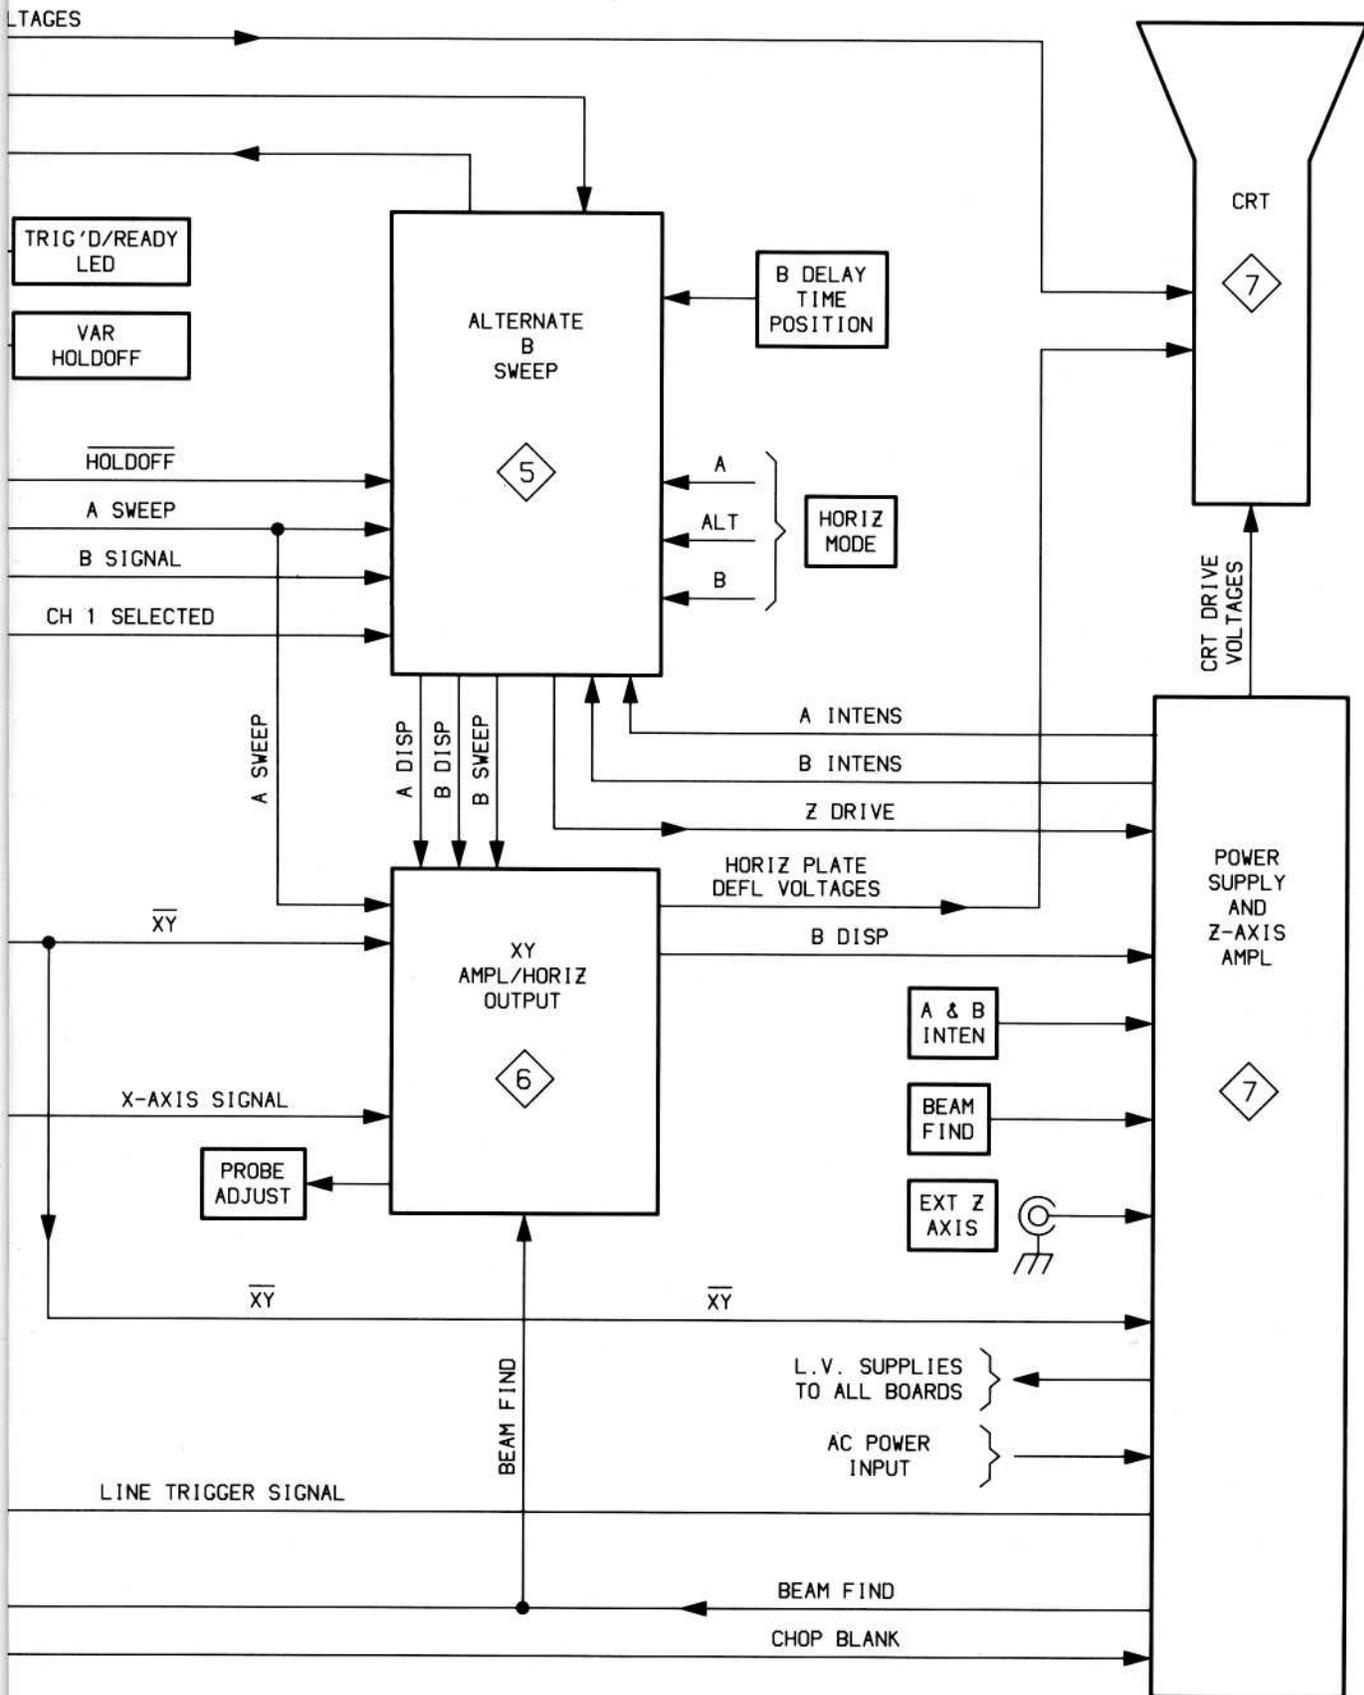 LTAGES
TRIG'D/READY
LED
VAR
HOLDOFF
ALTERNATE
B
SWEEP
5
B DELAY
TIME
POSITION
CRT
7
HOLDOFF
A SWEEP
B SIGNAL
CH 1 SELECTED
A
ALT
B
HORIZ
MODE
CRT DRIVE
VOLTAGES
A SWEEP
A DISP
B DISP
B SWEEP
A INTENS
B INTENS
Z DRIVE
HORIZ PLATE
DEFL VOLTAGES
B DISP
POWER
SUPPLY
AND
Z-AXIS
AMPL
7
XY
XY
AMPL/HORIZ
OUTPUT
6
A & B
INTEN
BEAM
FIND
EXT Z
AXIS
X-AXIS SIGNAL
PROBE
ADJUST
XY
XY
BEAM FIND
L.V. SUPPLIES
TO ALL BOARDS
AC POWER
INPUT
LINE TRIGGER SIGNAL
BEAM FIND
CHOP BLANK